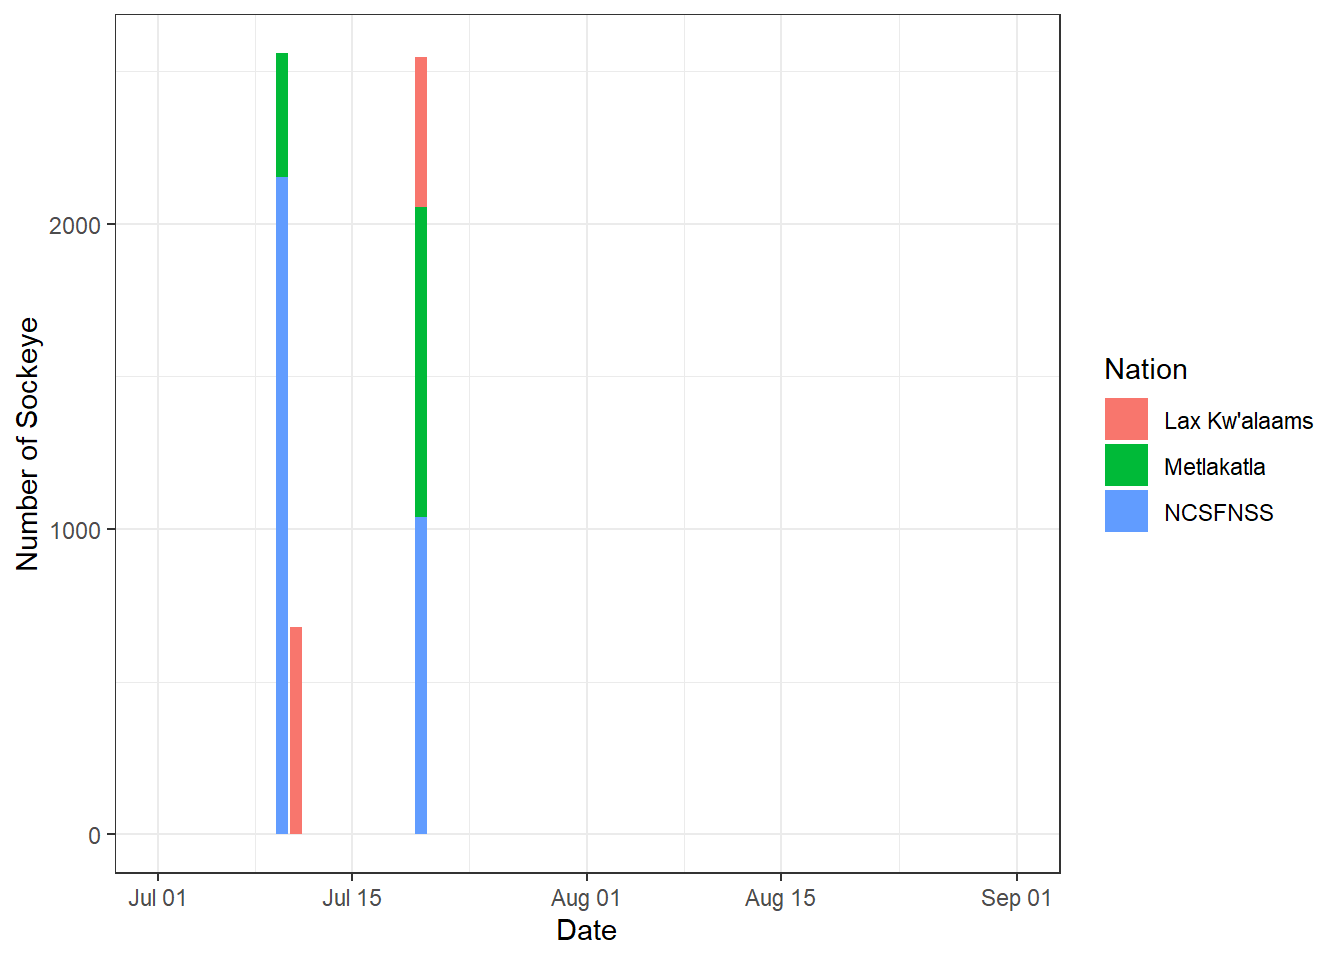 Number of Sockeye
2000
1000
0
Jul 01
Jul 15
Aug 01
Aug 15
Sep 01
Date
Nation
Lax Kw'alaams
Metlakatla
NCSFNSS